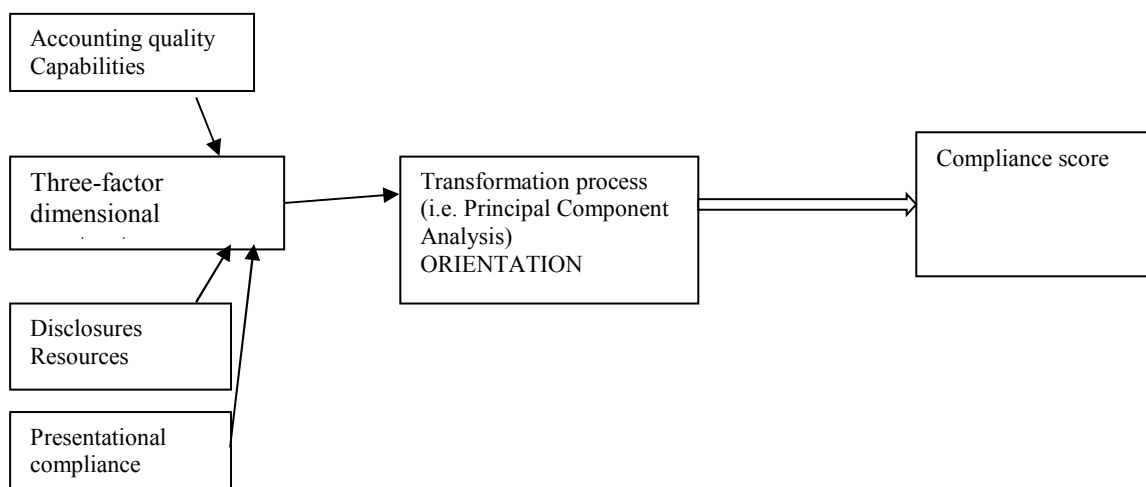 Accounting quality
Capabilities
Three-factor
dimensional
Transformation process
(i.e. Principal Component
Analysis)
ORIENTATION
Compliance score
Disclosures
Resources
Presentational
compliance